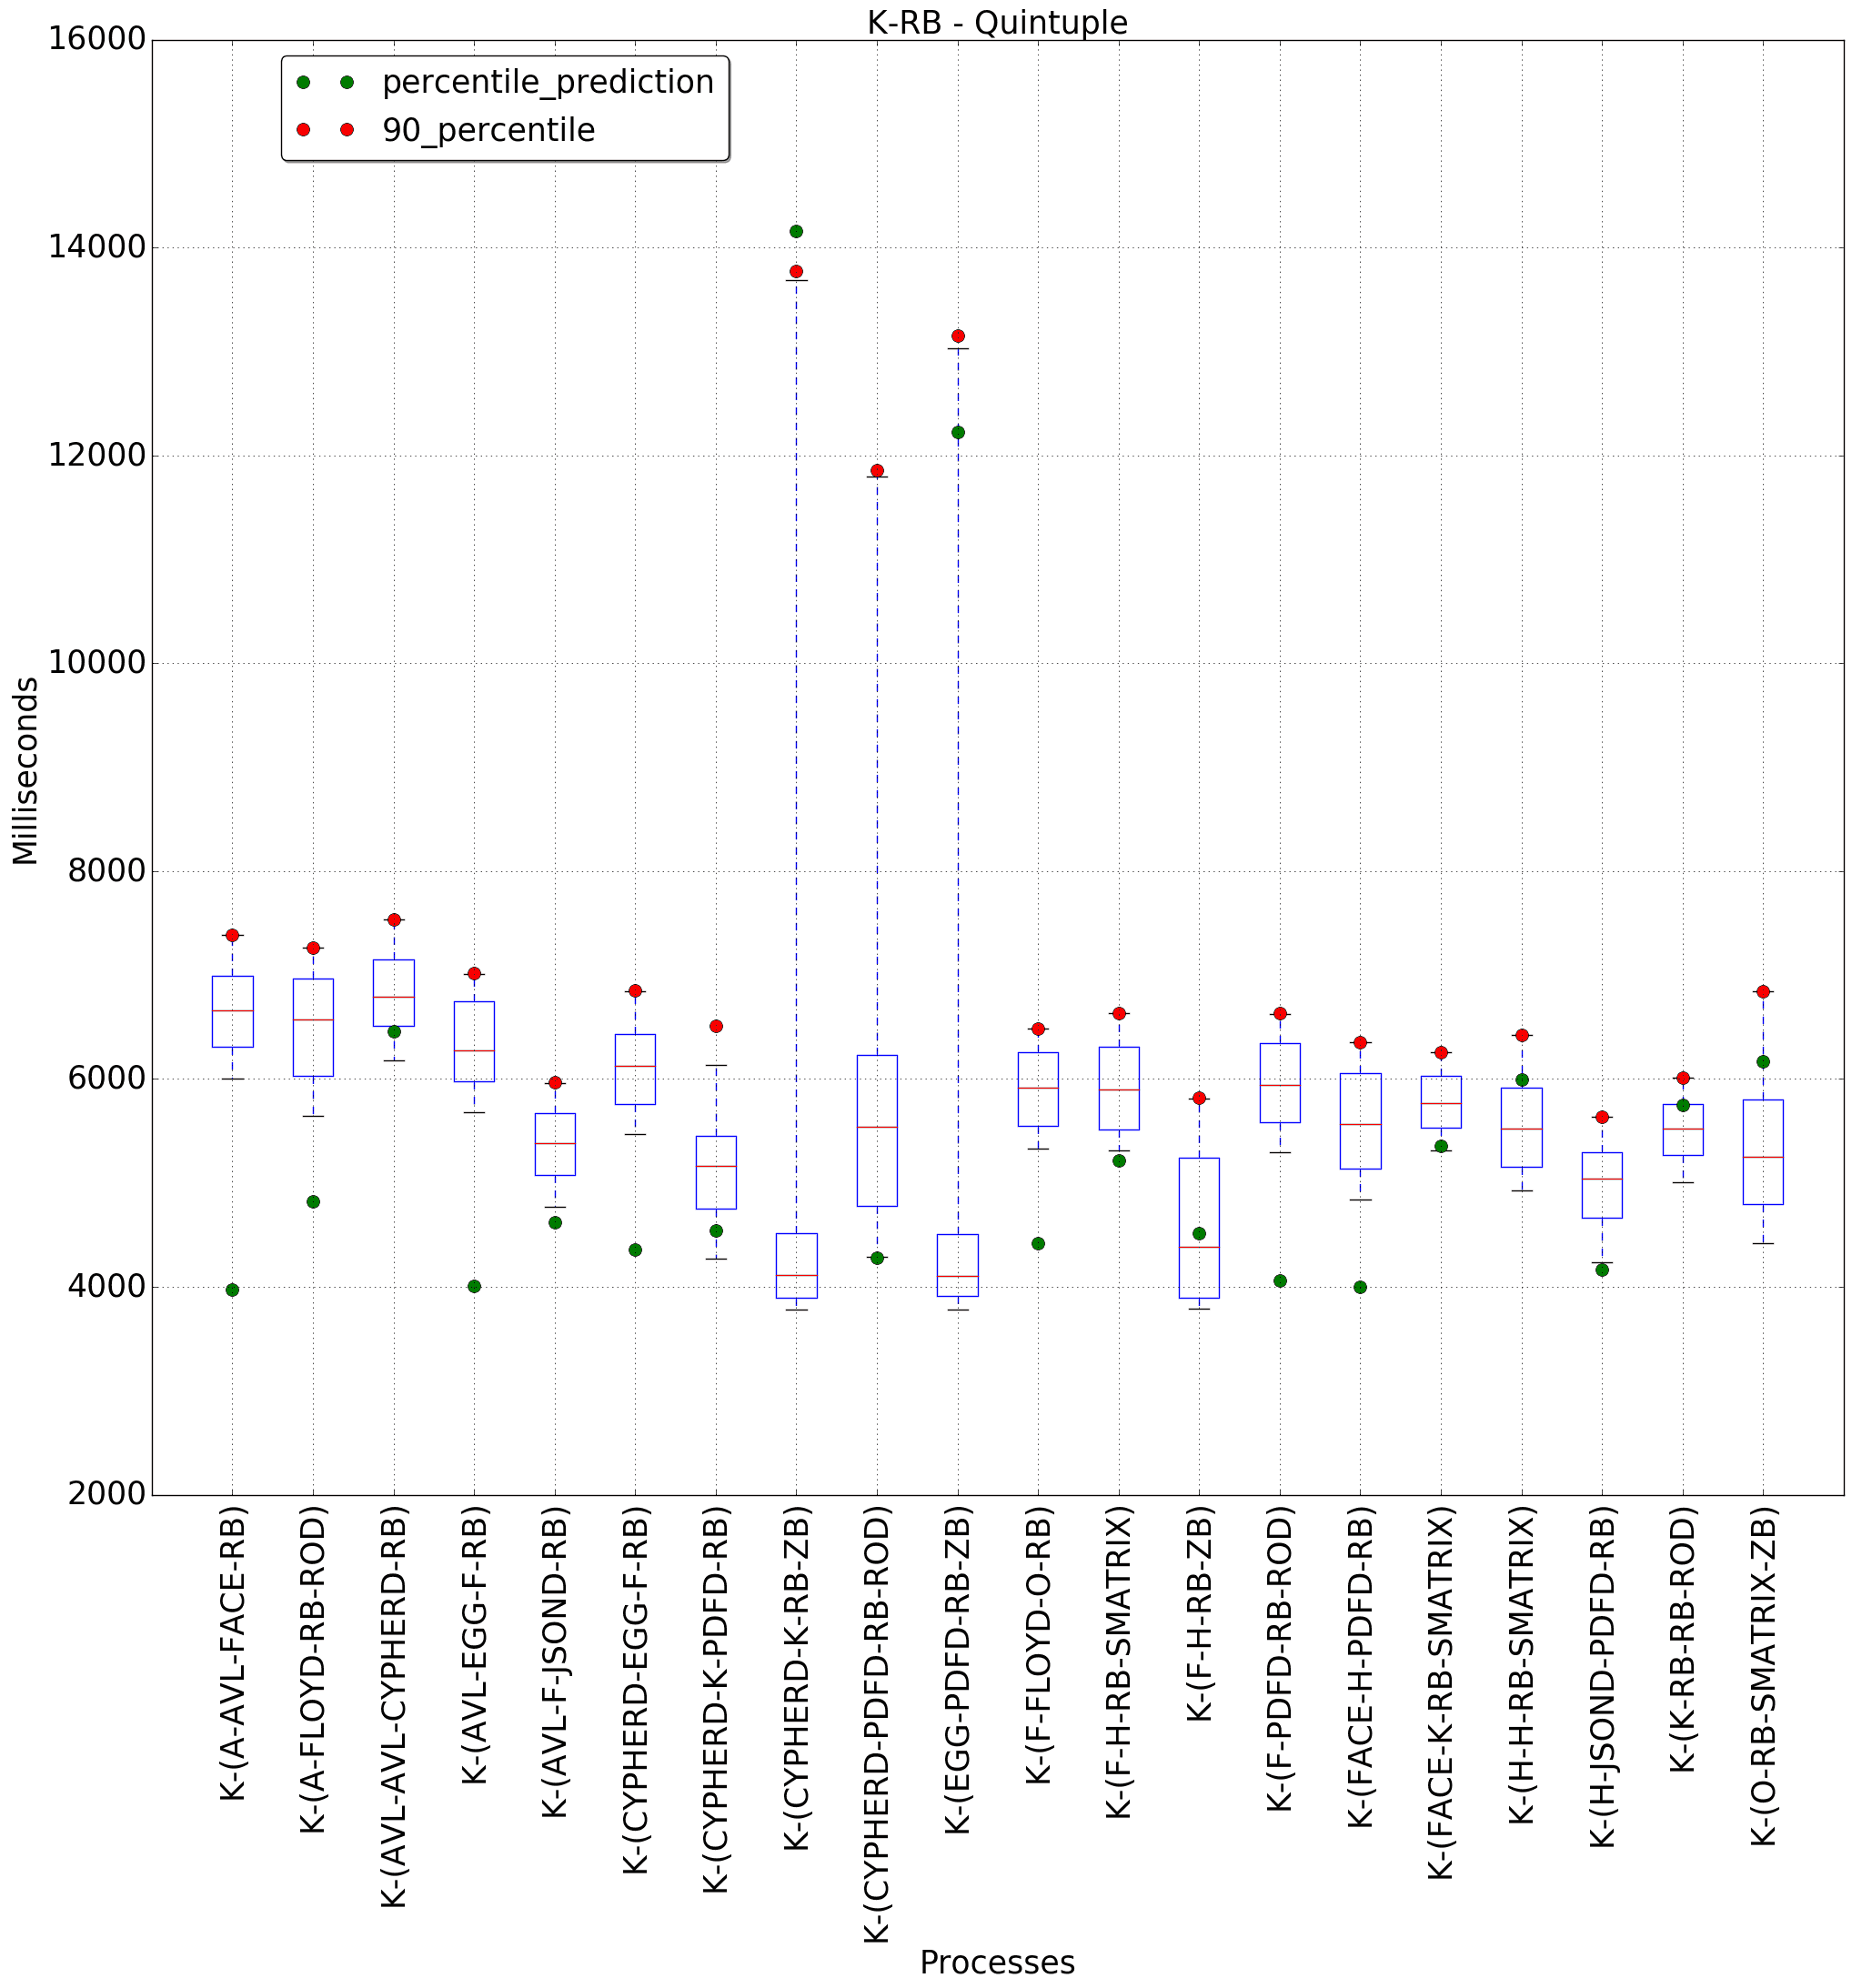 K-RB - Quintuple
percentile_prediction
90_percentile
16000
14000
12000
10000
8000
6000
4000
2000
Milliseconds
K-(A-AVL-FACE-RB)
K-(A-FLOYD-RB-ROD)
K-(AVL-AVL-CYPHERD-RB)
K-(AVL-EGG-F-RB)
K-(AVL-F-JSOND-RB)
K-(CYPHERD-EGG-F-RB)
K-(CYPHERD-K-PDFD-RB)
K-(CYPHERD-K-RB-ZB)
K-(CYPHERD-PDFD-RB-ROD)
K-(EGG-PDFD-RB-ZB)
K-(F-FLOYD-O-RB)
K-(F-H-RB-SMATRIX)
K-(F-H-RB-ZB)
K-(F-PDFD-RB-ROD)
K-(FACE-H-PDFD-RB)
K-(FACE-K-RB-SMATRIX)
K-(H-H-RB-SMATRIX)
K-(H-JSOND-PDFD-RB)
K-(K-RB-RB-ROD)
K-(O-RB-SMATRIX-ZB)
Processes